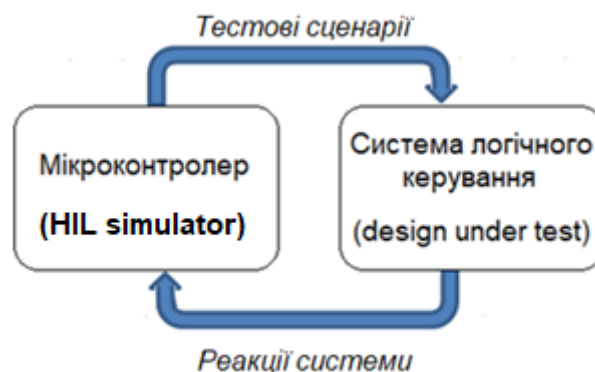 Тестові сценарії
Мікроконтролер
(HIL simulator)
Система логічного
керування
(design under test)
Реакції системи